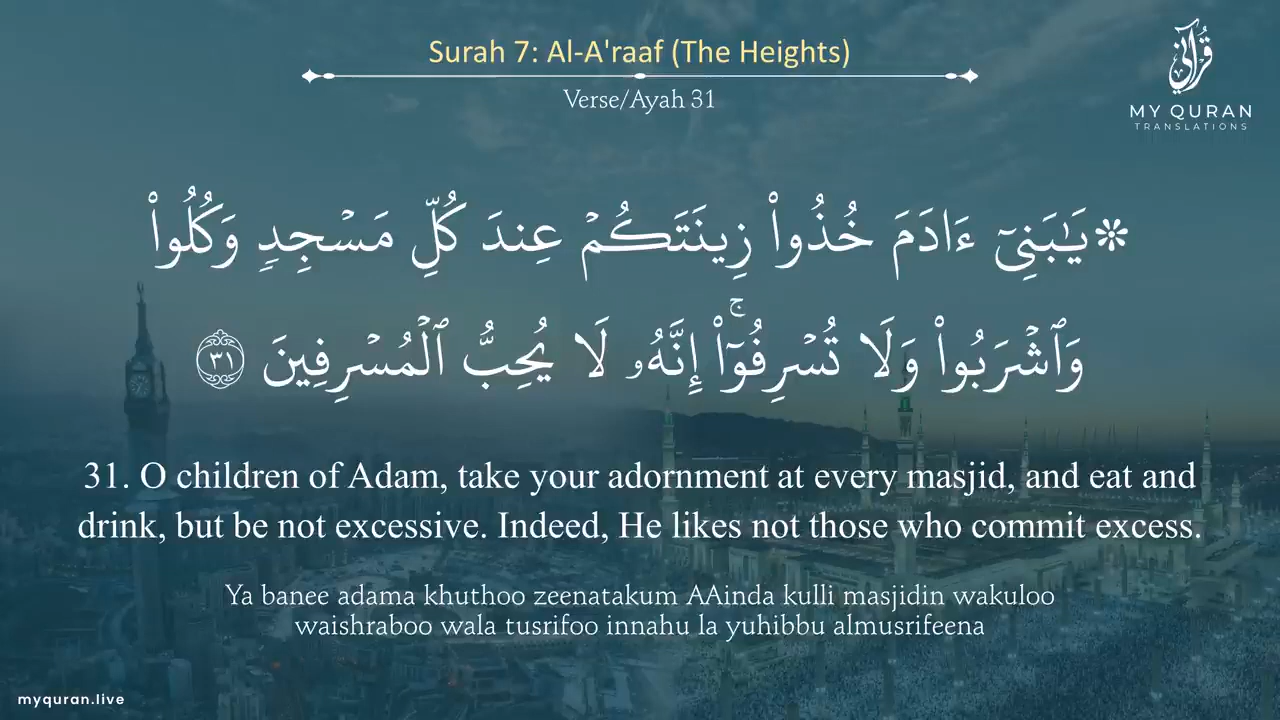 Surah 7: Al-A'raaf (The Heights)
Verse/Ayah 31
قرآني
MY QURAN
TRANSLATIONS
۞يَٰبَنِىٓ ءَادَمَ خُذُوا۟ زِينَتَكُمْ عِندَ كُلِّ مَسْجِدٍۢ وَكُلُوا۟
وَٱشْرَبُوا۟ وَلَا تُسْرِفُوٓا۟ ۚ إِنَّهُۥ لَا يُحِبُّ ٱلْمُسْرِفِينَ ٣١
31. O children of Adam, take your adornment at every masjid, and eat and
drink, but be not excessive. Indeed, He likes not those who commit excess.
Ya banee adama khuthoo zeenatakum AAinda kulli masjidin wakuloo
waishraboo wala tusrifoo innahu la yuhibbu almusrifeena
myquran.live